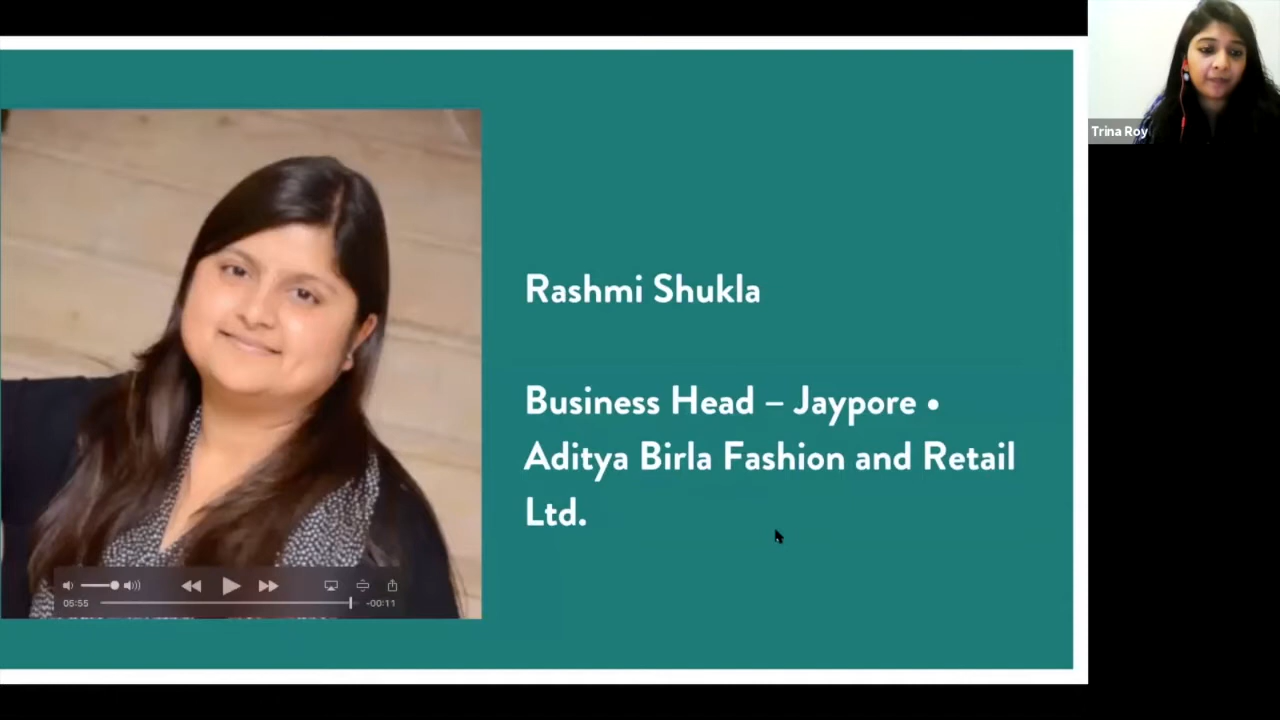 Trina Roy
Rashmi Shukla
Business Head – Jaypore •
Aditya Birla Fashion and Retail
Ltd.
05:55
-00:11